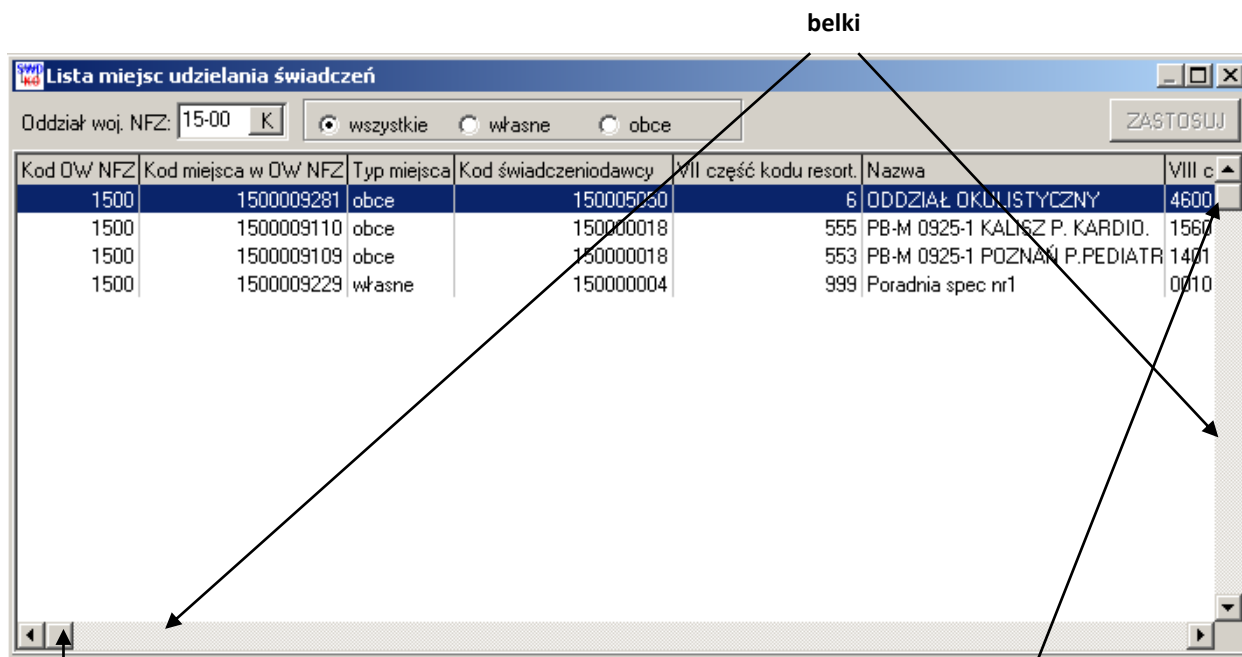 belki
SWD KO Lista miejsc udzielania świadczeń
Oddział woj. NFZ: 15-00 K wszystkie własne obce ZASTOSUJ
Kod OW NFZ Kod miejsca w OW NFZ Typ miejsca Kod świadczeniodawcy VII część kodu resort. Nazwa VIII c
1500 1500009281 obce 150005050 6 ODDZIAŁ OKULISTYCZNY 4600
1500 1500009110 obce 150000018 555 PB-M 0925-1 KALISZ P. KARDIO. 1560
1500 1500009109 obce 150000018 553 PB-M 0925-1 POZNAŃ P.PEDIATR 1401
1500 1500009229 własne 150000004 999 Poradnia spec nr1 0010